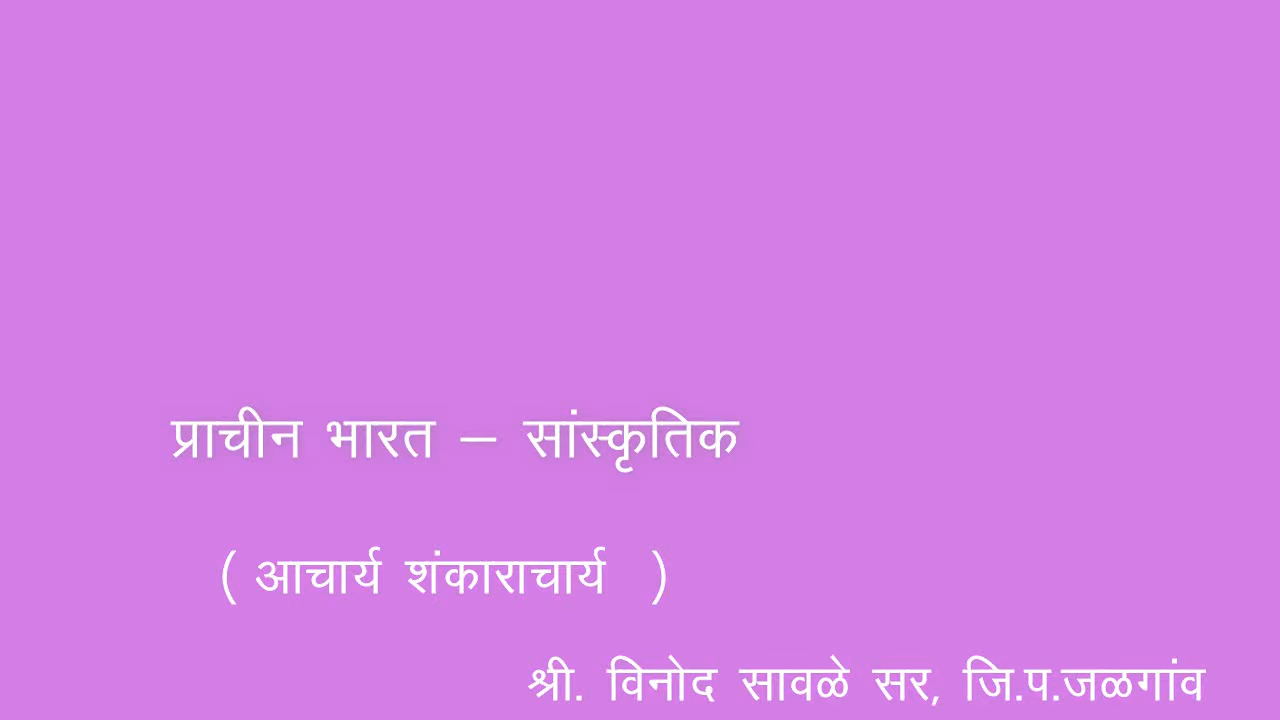 प्राचीन भारत – सांस्कृतिक
( आचार्य शंकाराचार्य )
श्री. विनोद सावळे सर, जि.प.जळगांव